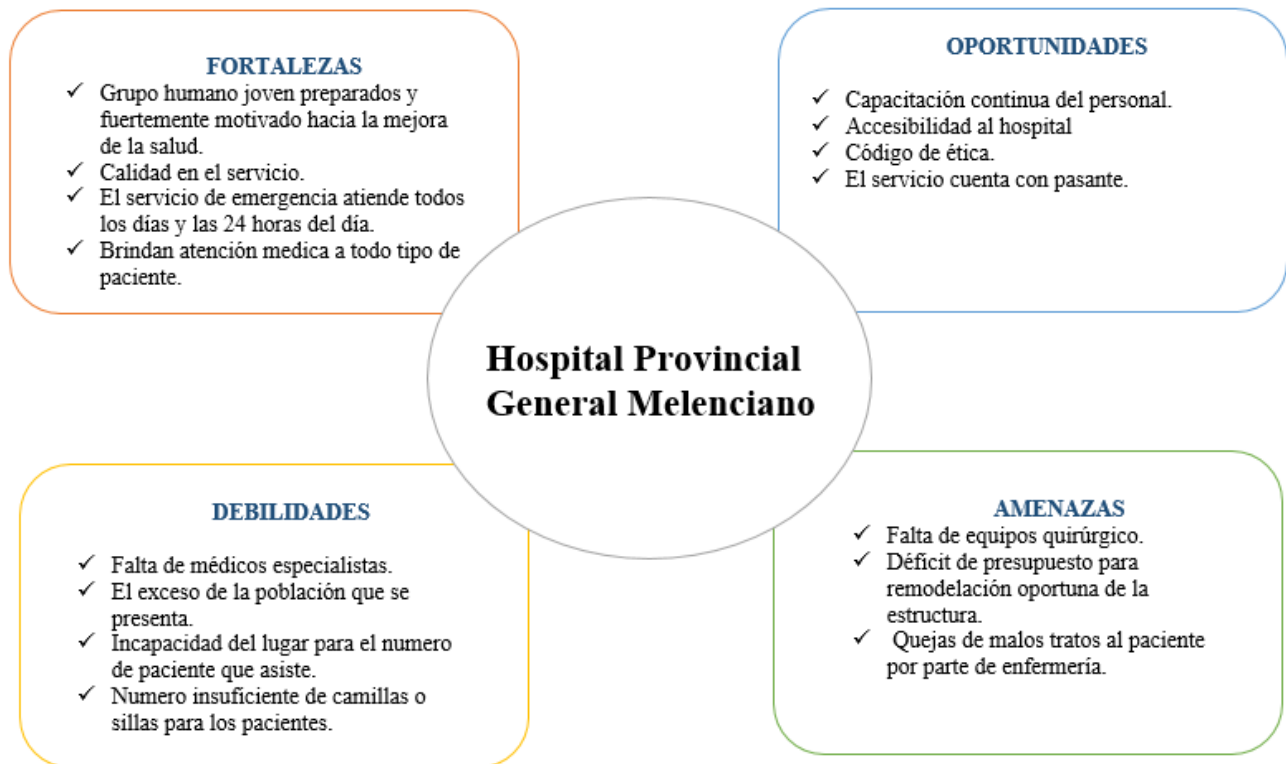 FORTALEZAS
✓ Grupo humano joven preparados y
fuertemente motivado hacia la mejora
de la salud.
✓ Calidad en el servicio.
✓ El servicio de emergencia atiende todos
los días y las 24 horas del día.
✓ Brindan atención medica a todo tipo de
paciente.
OPORTUNIDADES
✓ Capacitación continua del personal.
✓ Accesibilidad al hospital
✓ Código de ética.
✓ El servicio cuenta con pasante.
Hospital Provincial
General Melenciano
DEBILIDADES
✓ Falta de médicos especialistas.
✓ El exceso de la población que se
presenta.
✓ Incapacidad del lugar para el numero
de paciente que asiste.
✓ Numero insuficiente de camillas o
sillas para los pacientes.
AMENAZAS
✓ Falta de equipos quirúrgico.
✓ Déficit de presupuesto para
remodelación oportuna de la
estructura.
✓ Quejas de malos tratos al paciente
por parte de enfermería.